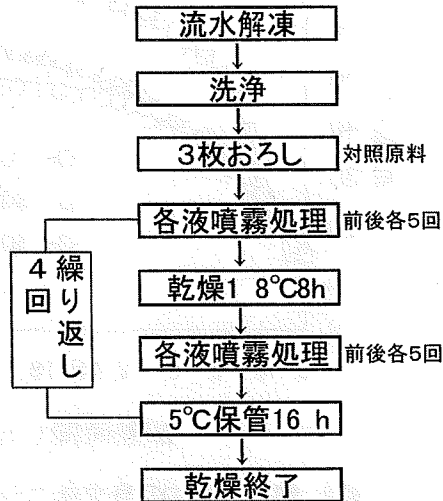 流水解凍
洗浄
3枚おろし 対照原料
各液噴霧処理 前後各5回
乾燥1 8℃8h
各液噴霧処理 前後各5回
繰り返し
4回
5℃保管16 h
乾燥終了